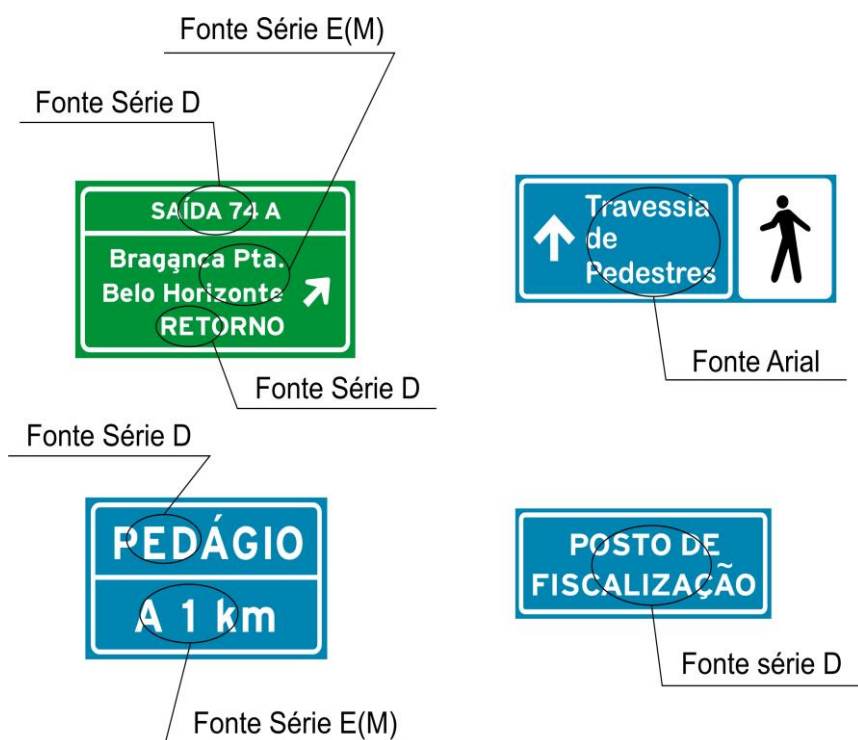 Fonte Série E(M)
Fonte Série D
SAÍDA 74 A
Bragança Pta.
Belo Horizonte
RETORNO
Fonte Série D
Travessia
de
Pedestres
Fonte Arial
Fonte Série D
PEDÁGIO
A 1 km
Fonte Série E(M)
POSTO DE
FISCALIZAÇÃO
Fonte série D